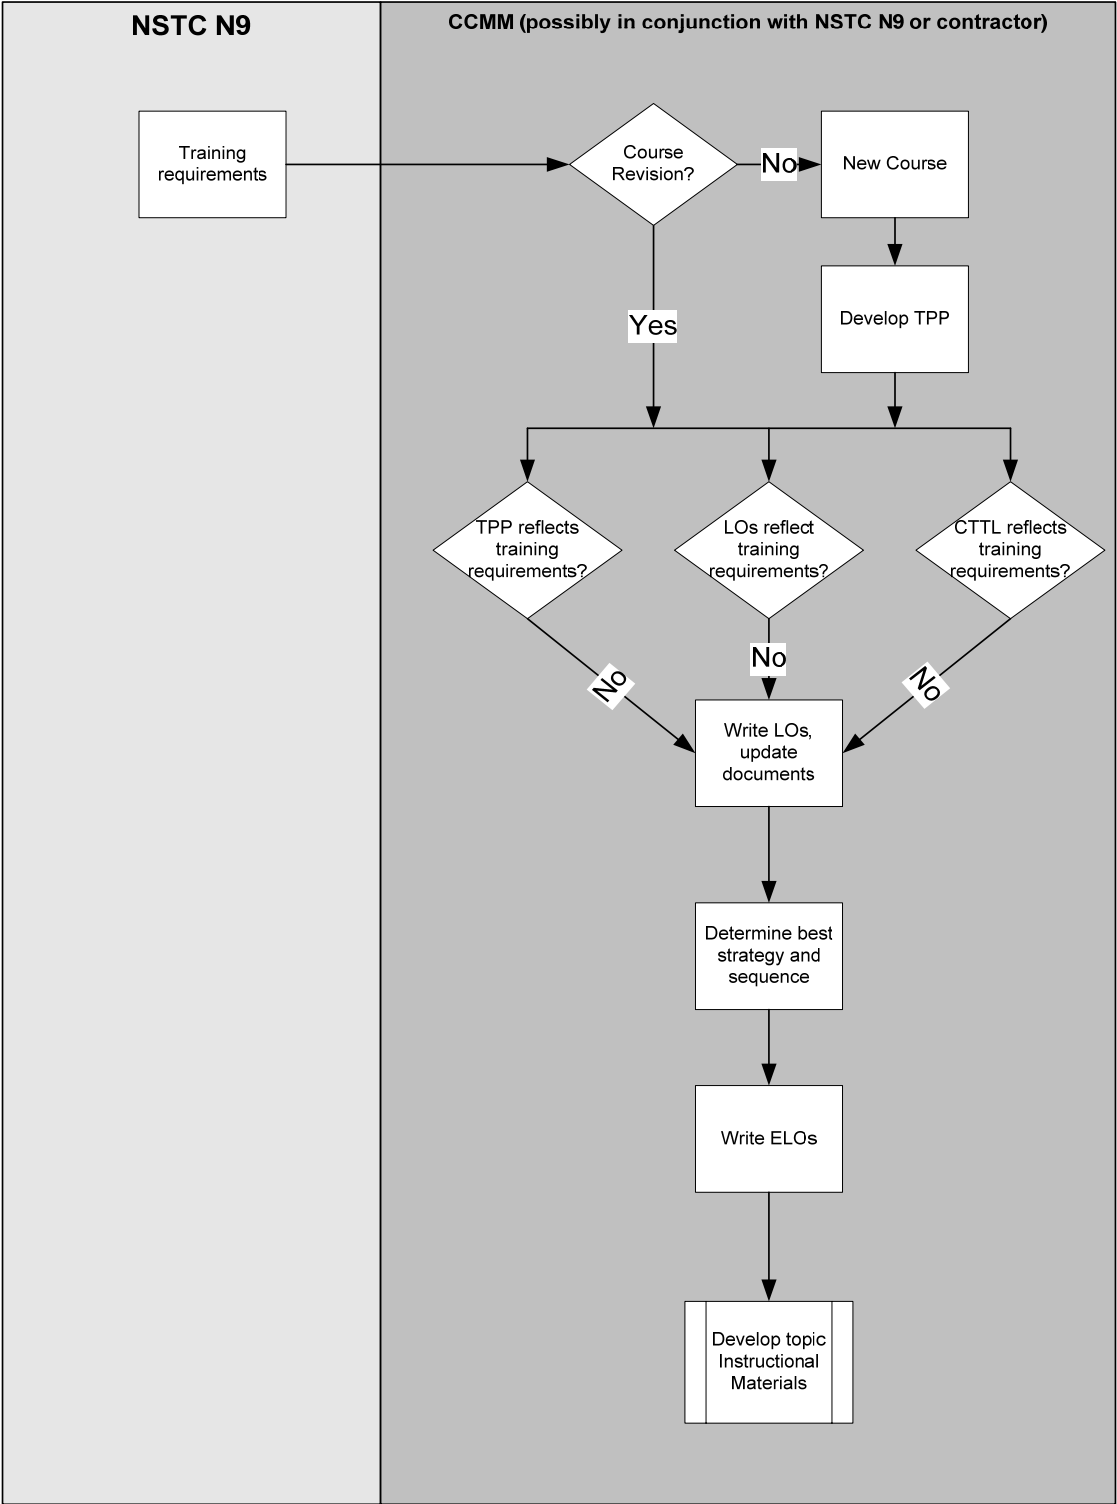 NSTC N9
CCMM (possibly in conjunction with NSTC N9 or contractor)
Training
requirements
Course
Revision?
No
New Course
Yes
Develop TPP
TPP reflects
training
requirements?
LOs reflect
training
requirements?
CTTL reflects
training
requirements?
No
No
No
Write LOs,
update
documents
Determine best
strategy and
sequence
Write ELOs
Develop topic
Instructional
Materials